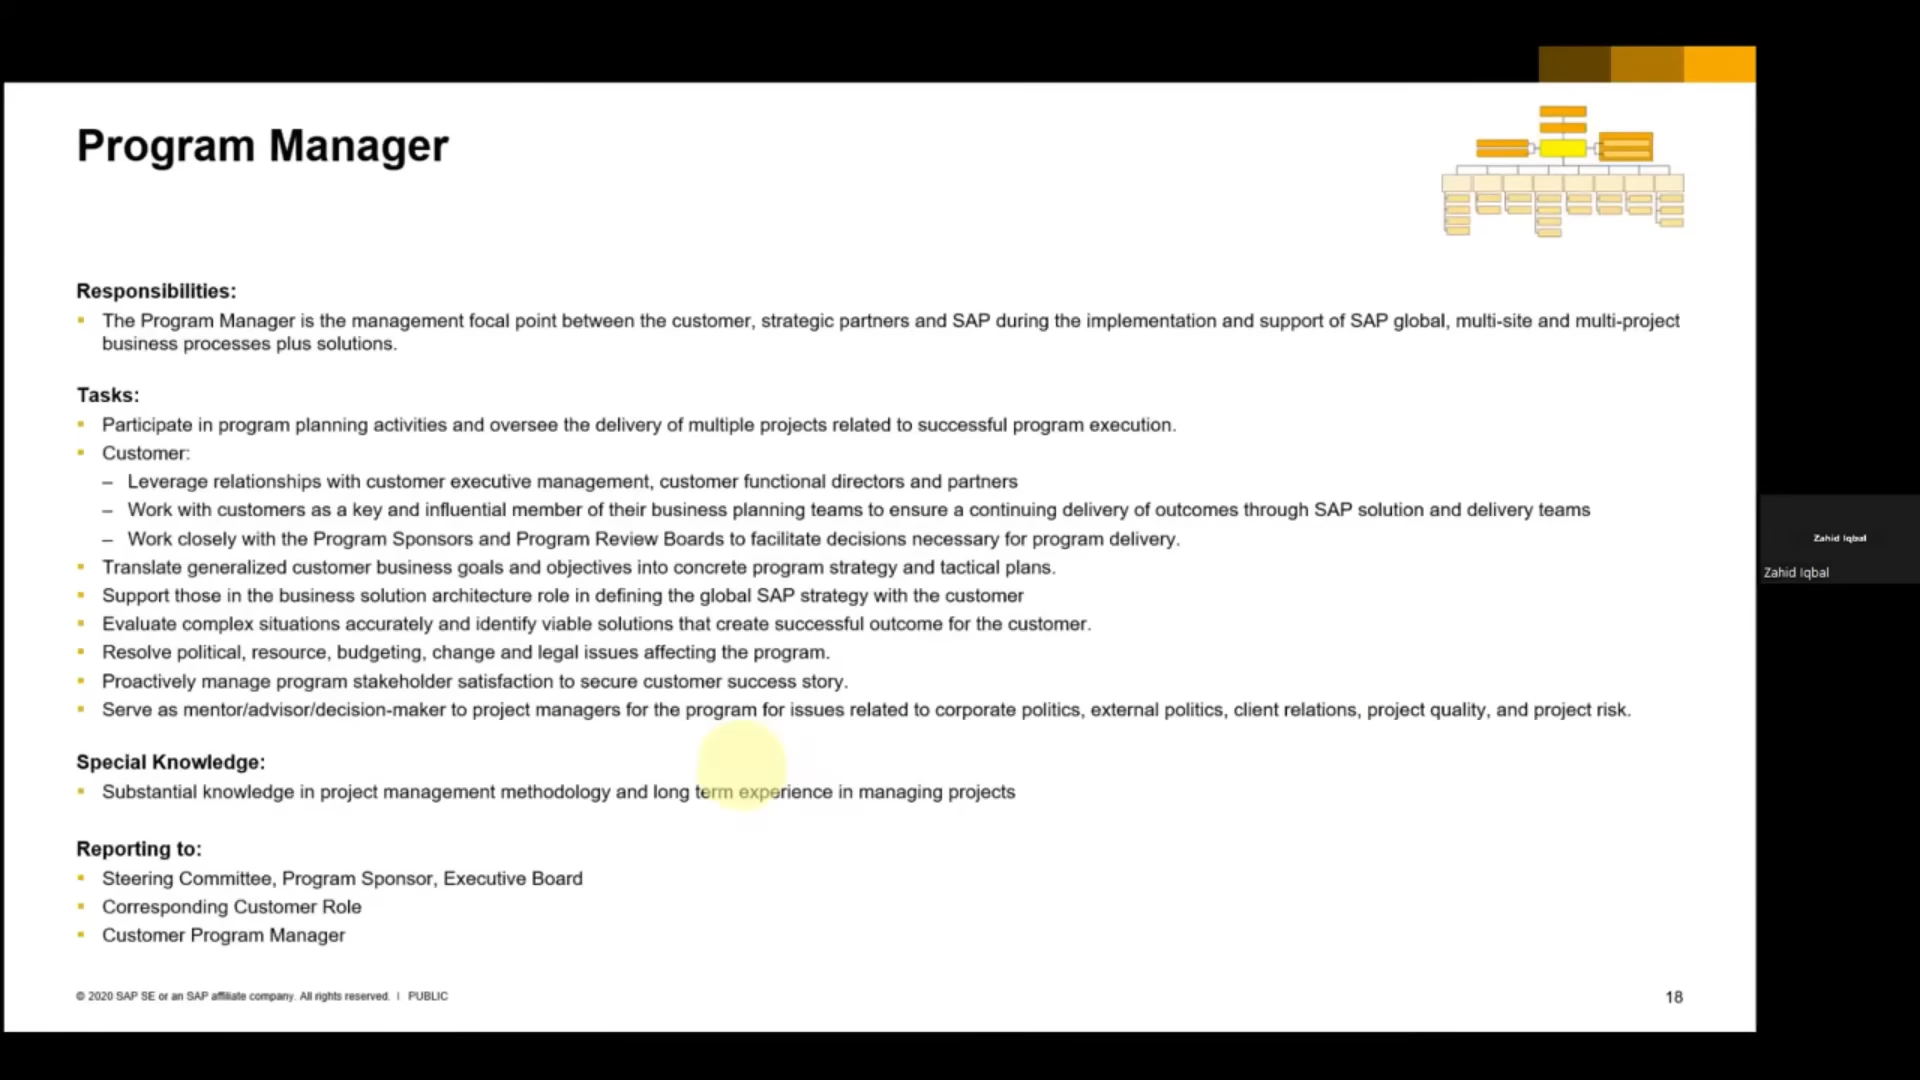 Program Manager
Responsibilities:
The Program Manager is the management focal point between the customer, strategic partners and SAP during the implementation and support of SAP global, multi-site and multi-project
business processes plus solutions.
Tasks:
Participate in program planning activities and oversee the delivery of multiple projects related to successful program execution.
Customer:
– Leverage relationships with customer executive management, customer functional directors and partners
– Work with customers as a key and influential member of their business planning teams to ensure a continuing delivery of outcomes through SAP solution and delivery teams
– Work closely with the Program Sponsors and Program Review Boards to facilitate decisions necessary for program delivery.
Translate generalized customer business goals and objectives into concrete program strategy and tactical plans.
Support those in the business solution architecture role in defining the global SAP strategy with the customer
Evaluate complex situations accurately and identify viable solutions that create successful outcome for the customer.
Resolve political, resource, budgeting, change and legal issues affecting the program.
Proactively manage program stakeholder satisfaction to secure customer success story.
Serve as mentor/advisor/decision-maker to project managers for the program for issues related to corporate politics, external politics, client relations, project quality, and project risk.
Special Knowledge:
Substantial knowledge in project management methodology and long term experience in managing projects
Reporting to:
Steering Committee, Program Sponsor, Executive Board
Corresponding Customer Role
Customer Program Manager
© 2020 SAP SE or an SAP affiliate company. All rights reserved. | PUBLIC
18
Zahid Iqbal
Zahid Iqbal